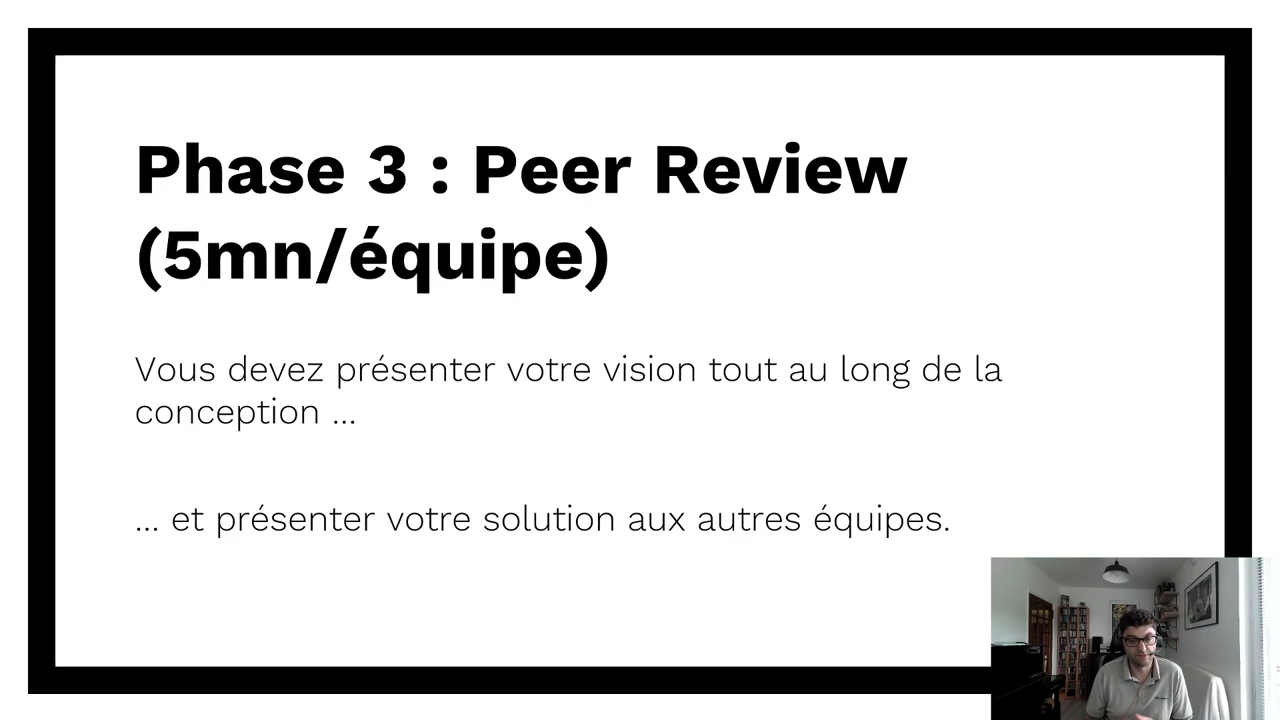 Phase 3 : Peer Review
(5mn/équipe)
Vous devez présenter votre vision tout au long de la
conception ...
... et présenter votre solution aux autres équipes.